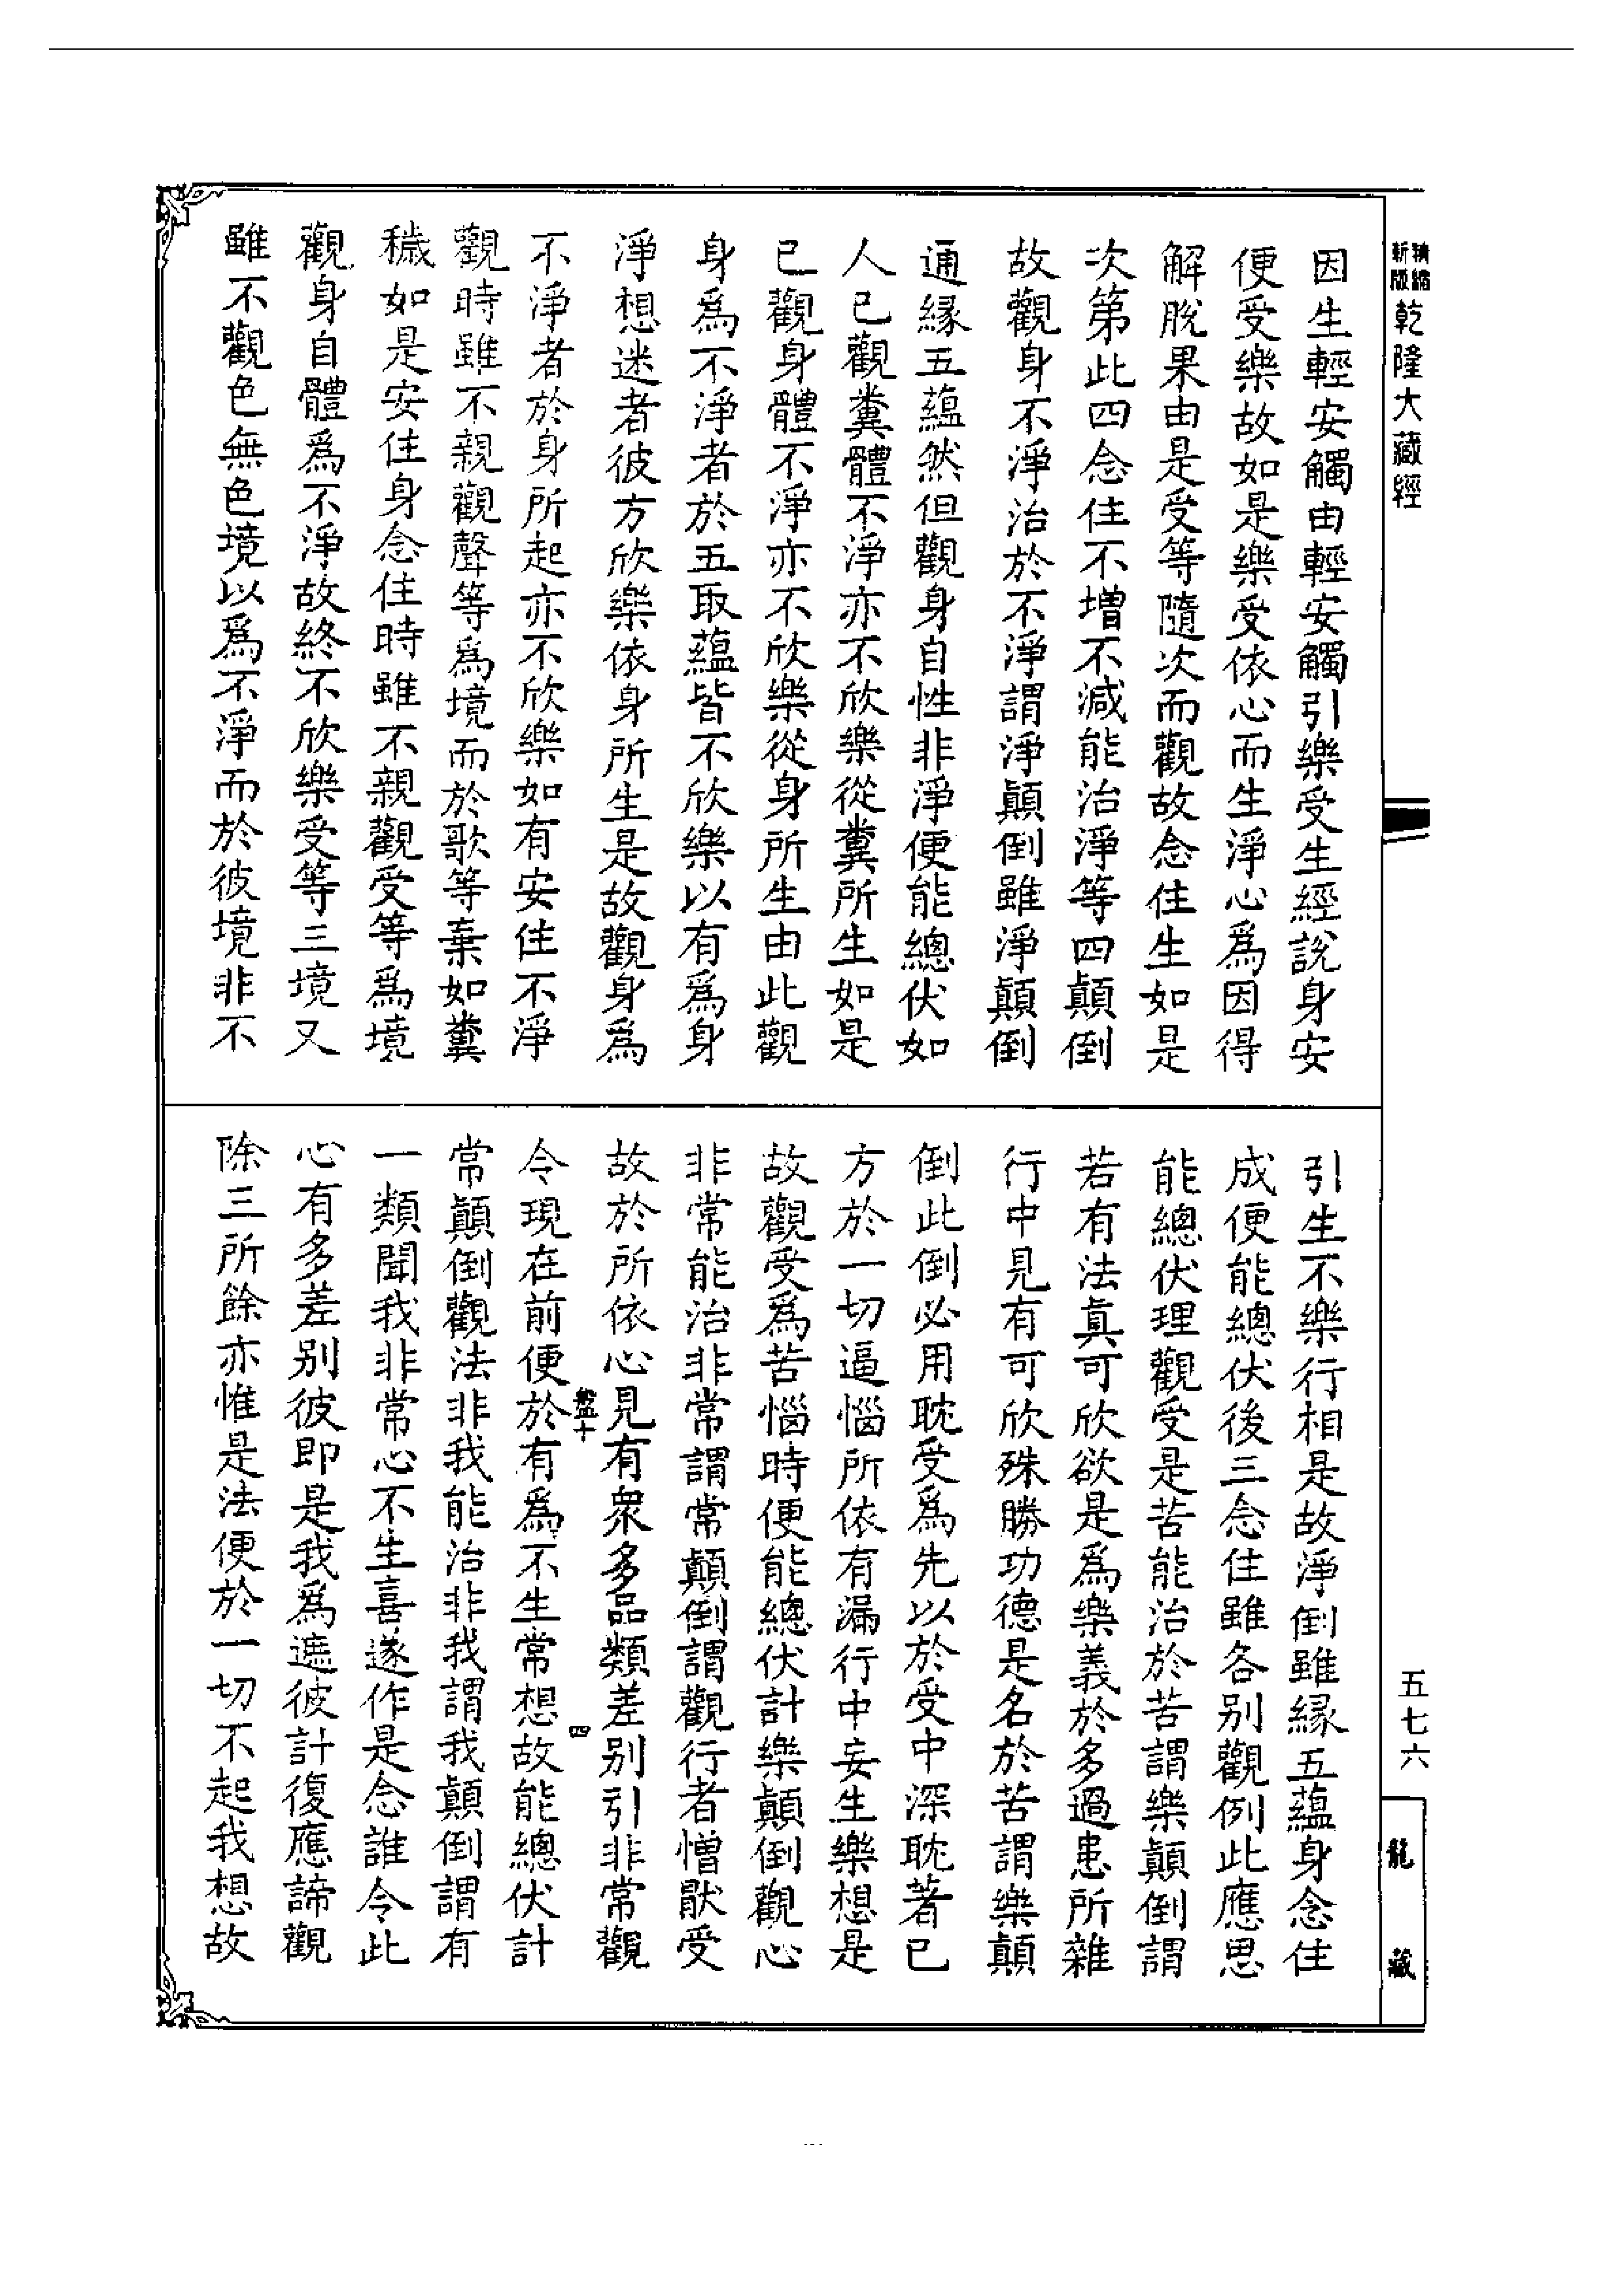 精縮新版乾隆大藏經
五七六
龍藏
因生輕安觸由輕安觸引樂受生經說身安
便受樂故如是樂受依心而生淨心為因得
解脫果由是受等隨次而觀故念住生如是
次第此四念住不增不減能治淨等四顛倒
故觀身不淨治於不淨謂淨顛倒雖淨顛倒
通緣五蘊然但觀身自性非淨便能總伏如
人已觀糞體不淨亦不欣樂從糞所生如是
已觀身體不淨亦不欣樂從身所生由此觀
身為不淨者於五取蘊皆不欣樂以有為身
淨想迷者彼方欣樂依身所生是故觀身為
不淨者於身所起亦不欣樂如有安住不淨
觀時雖不親觀聲等為境而於歌等棄如糞
穢如是安住身念住時雖不親觀受等為境
觀身自體為不淨故終不欣樂受等三境又
雖不觀色無色境以為不淨而於彼境非不
引生不樂行相是故淨倒雖緣五蘊身念住
成便能總伏後三念住雖各別觀例此應思
能總伏理觀受是苦能治於苦謂樂顛倒謂
若有法真可欣欲是為樂義於多過患所雜
行中見有可欣殊勝功德是名於苦謂樂顛
倒此倒必用耽受為先以於受中深耽著已
方於一切逼惱所依有漏行中妄生樂想是
故觀受為苦惱時便能總伏計樂顛倒觀心
非常能治非常謂常顛倒謂觀行者憎猒受
故於所依心見有眾多品類差別引非常觀
盤十
四
令現在前便於有為不生常想故能總伏計
常顛倒觀法非我能治非我謂我顛倒謂有
一類聞我非常心不生喜遂作是念誰令此
心有多差別彼即是我為遮彼計復應諦觀
除三所餘亦惟是法便於一切不起我想故